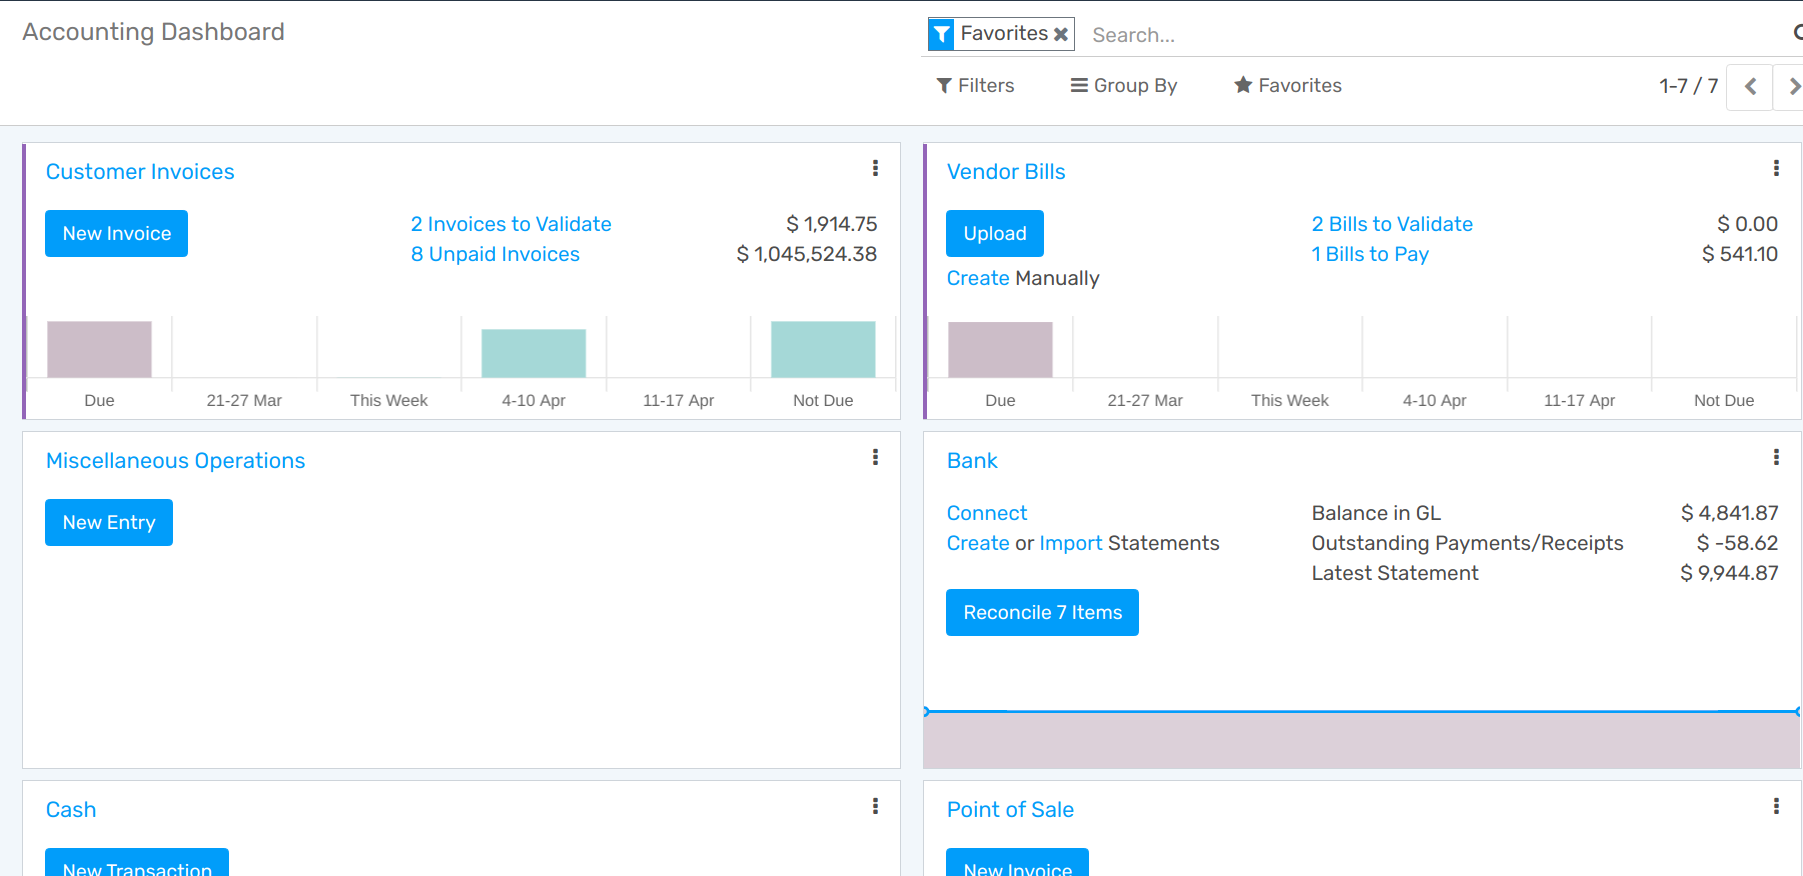 Accounting Dashboard
Favorites
Search...
Filters
Group By
Favorites
1-7 / 7
Customer Invoices
New Invoice
2 Invoices to Validate $ 1,914.75
8 Unpaid Invoices $ 1,045,524.38
Due 21-27 Mar This Week 4-10 Apr 11-17 Apr Not Due
Vendor Bills
Upload
2 Bills to Validate $ 0.00
1 Bills to Pay $ 541.10
Create Manually
Due 21-27 Mar This Week 4-10 Apr 11-17 Apr Not Due
Miscellaneous Operations
New Entry
Bank
Connect
Create or Import Statements
Balance in GL $ 4,841.87
Outstanding Payments/Receipts $ -58.62
Latest Statement $ 9,944.87
Reconcile 7 Items
Cash
New Transaction
Point of Sale
New Invoice